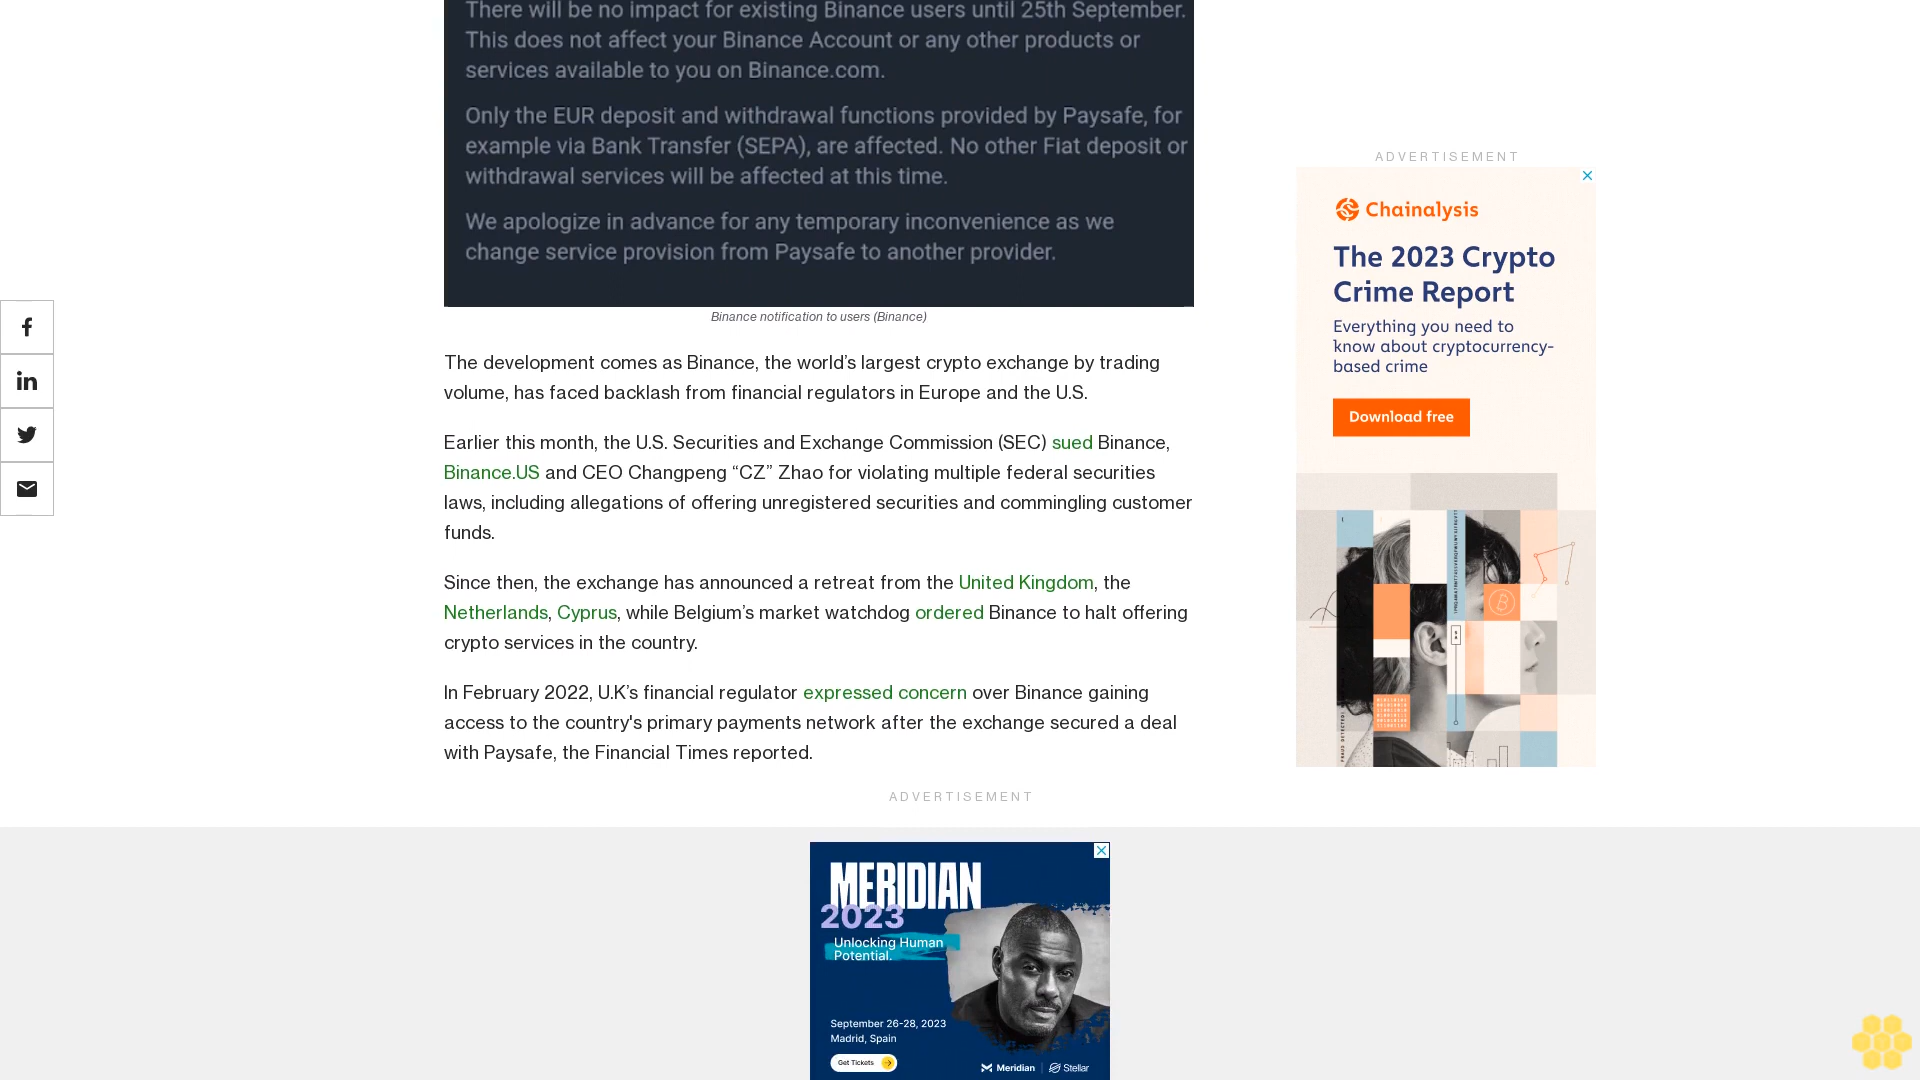 There will be no impact for existing Binance users until 25th September.
This does not affect your Binance Account or any other products or
services available to you on Binance.com.
Only the EUR deposit and withdrawal functions provided by Paysafe, for
example via Bank Transfer (SEPA), are affected. No other Fiat deposit or
withdrawal services will be affected at this time.
We apologize in advance for any temporary inconvenience as we
change service provision from Paysafe to another provider.
Binance notification to users (Binance)
The development comes as Binance, the world’s largest crypto exchange by trading
volume, has faced backlash from financial regulators in Europe and the U.S.
Earlier this month, the U.S. Securities and Exchange Commission (SEC) sued Binance,
Binance.US and CEO Changpeng “CZ” Zhao for violating multiple federal securities
laws, including allegations of offering unregistered securities and commingling customer
funds.
Since then, the exchange has announced a retreat from the United Kingdom, the
Netherlands, Cyprus, while Belgium’s market watchdog ordered Binance to halt offering
crypto services in the country.
In February 2022, U.K’s financial regulator expressed concern over Binance gaining
access to the country's primary payments network after the exchange secured a deal
with Paysafe, the Financial Times reported.
ADVERTISEMENT
Chainalysis
The 2023 Crypto
Crime Report
Everything you need to
know about cryptocurrency-
based crime
Download free
ADVERTISEMENT
MERIDIAN
2023
Unlocking Human
Potential.
September 26-28, 2023
Madrid, Spain
Get Tickets
Meridian | Stellar